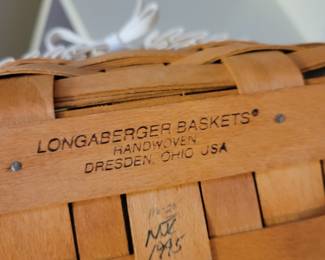 LONGABERGER BASKETS®
HANDWOVEN
DRESDEN, OHIO USA
1995